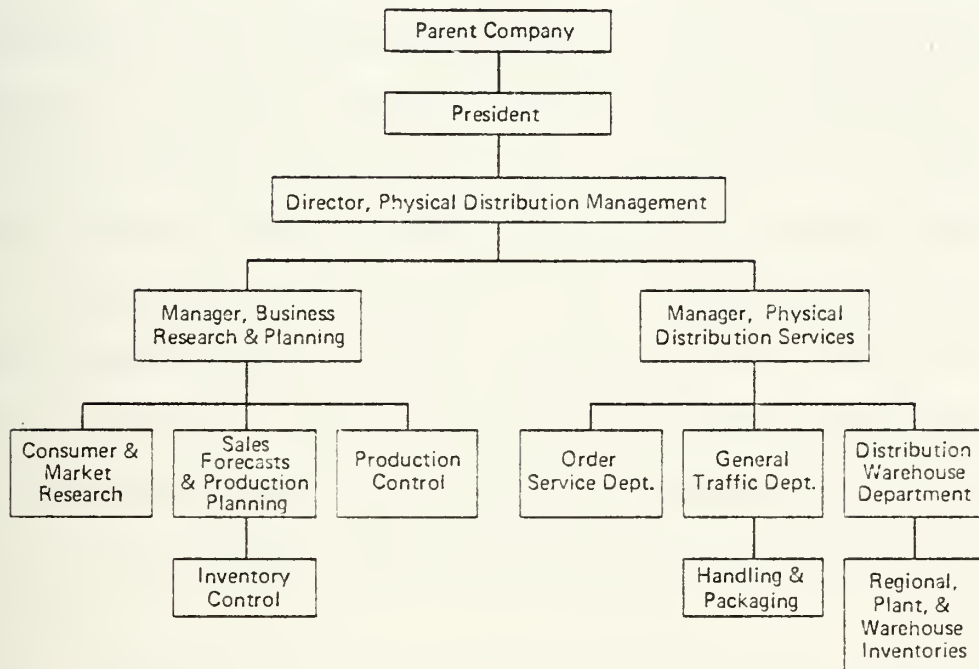 Parent Company
President
Director, Physical Distribution Management
Manager, Business
Research & Planning
Manager, Physical
Distribution Services
Consumer &
Market
Research
Sales
Forecasts
& Production
Planning
Production
Control
Order
Service Dept.
General
Traffic Dept.
Distribution
Warehouse
Department
Inventory
Control
Handling &
Packaging
Regional,
Plant, &
Warehouse
Inventories